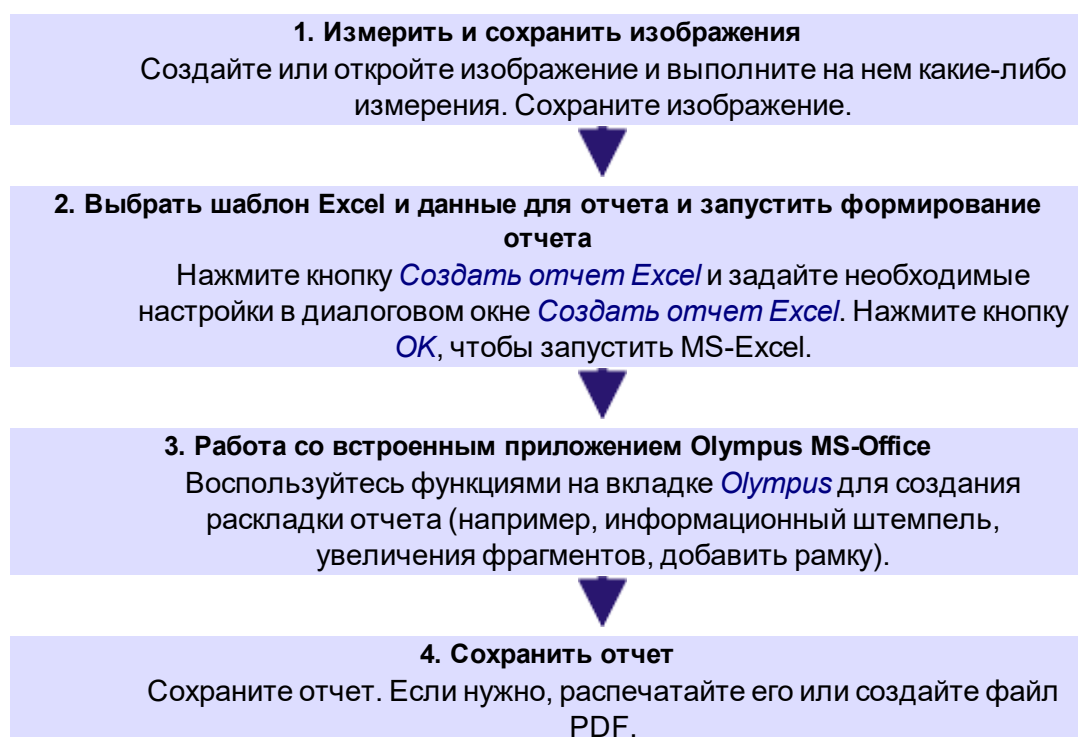 1. Измерить и сохранить изображения
Создайте или откройте изображение и выполните на нем какие-либо
измерения. Сохраните изображение.
2. Выбрать шаблон Excel и данные для отчета и запустить формирование
отчета
Нажмите кнопку Создать отчет Excel и задайте необходимые
настройки в диалоговом окне Создать отчет Excel. Нажмите кнопку
OK, чтобы запустить MS-Excel.
3. Работа со встроенным приложением Olympus MS-Office
Воспользуйтесь функциями на вкладке Olympus для создания
раскладки отчета (например, информационный штемпель,
увеличения фрагментов, добавить рамку).
4. Сохранить отчет
Сохраните отчет. Если нужно, распечатайте его или создайте файл
PDF.